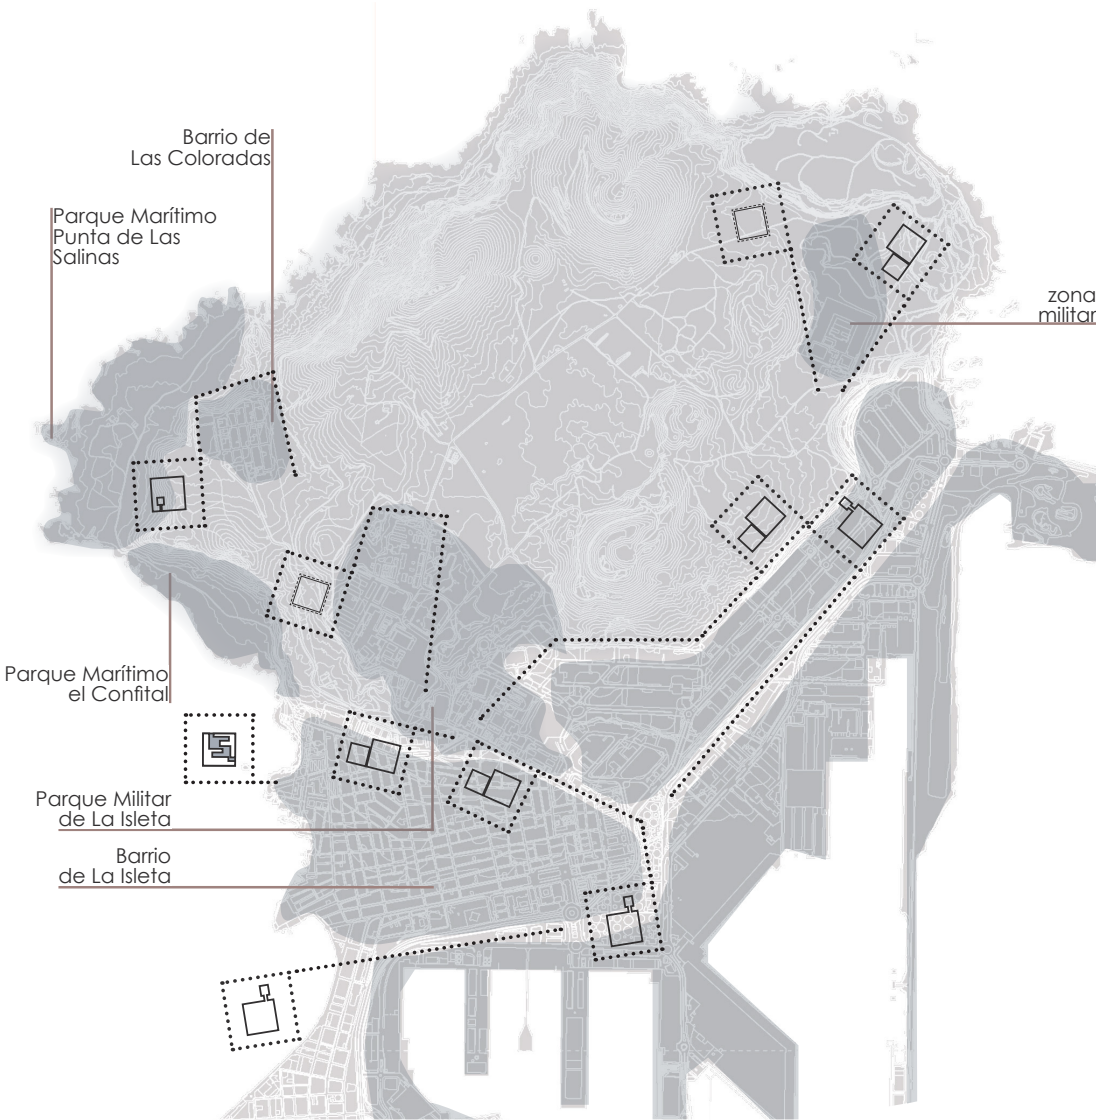 Barrio de
Las Coloradas
Parque Marítimo
Punta de Las
Salinas
zona
militar
Parque Marítimo
el Confital
Parque Militar
de La Isleta
Barrio
de La Isleta